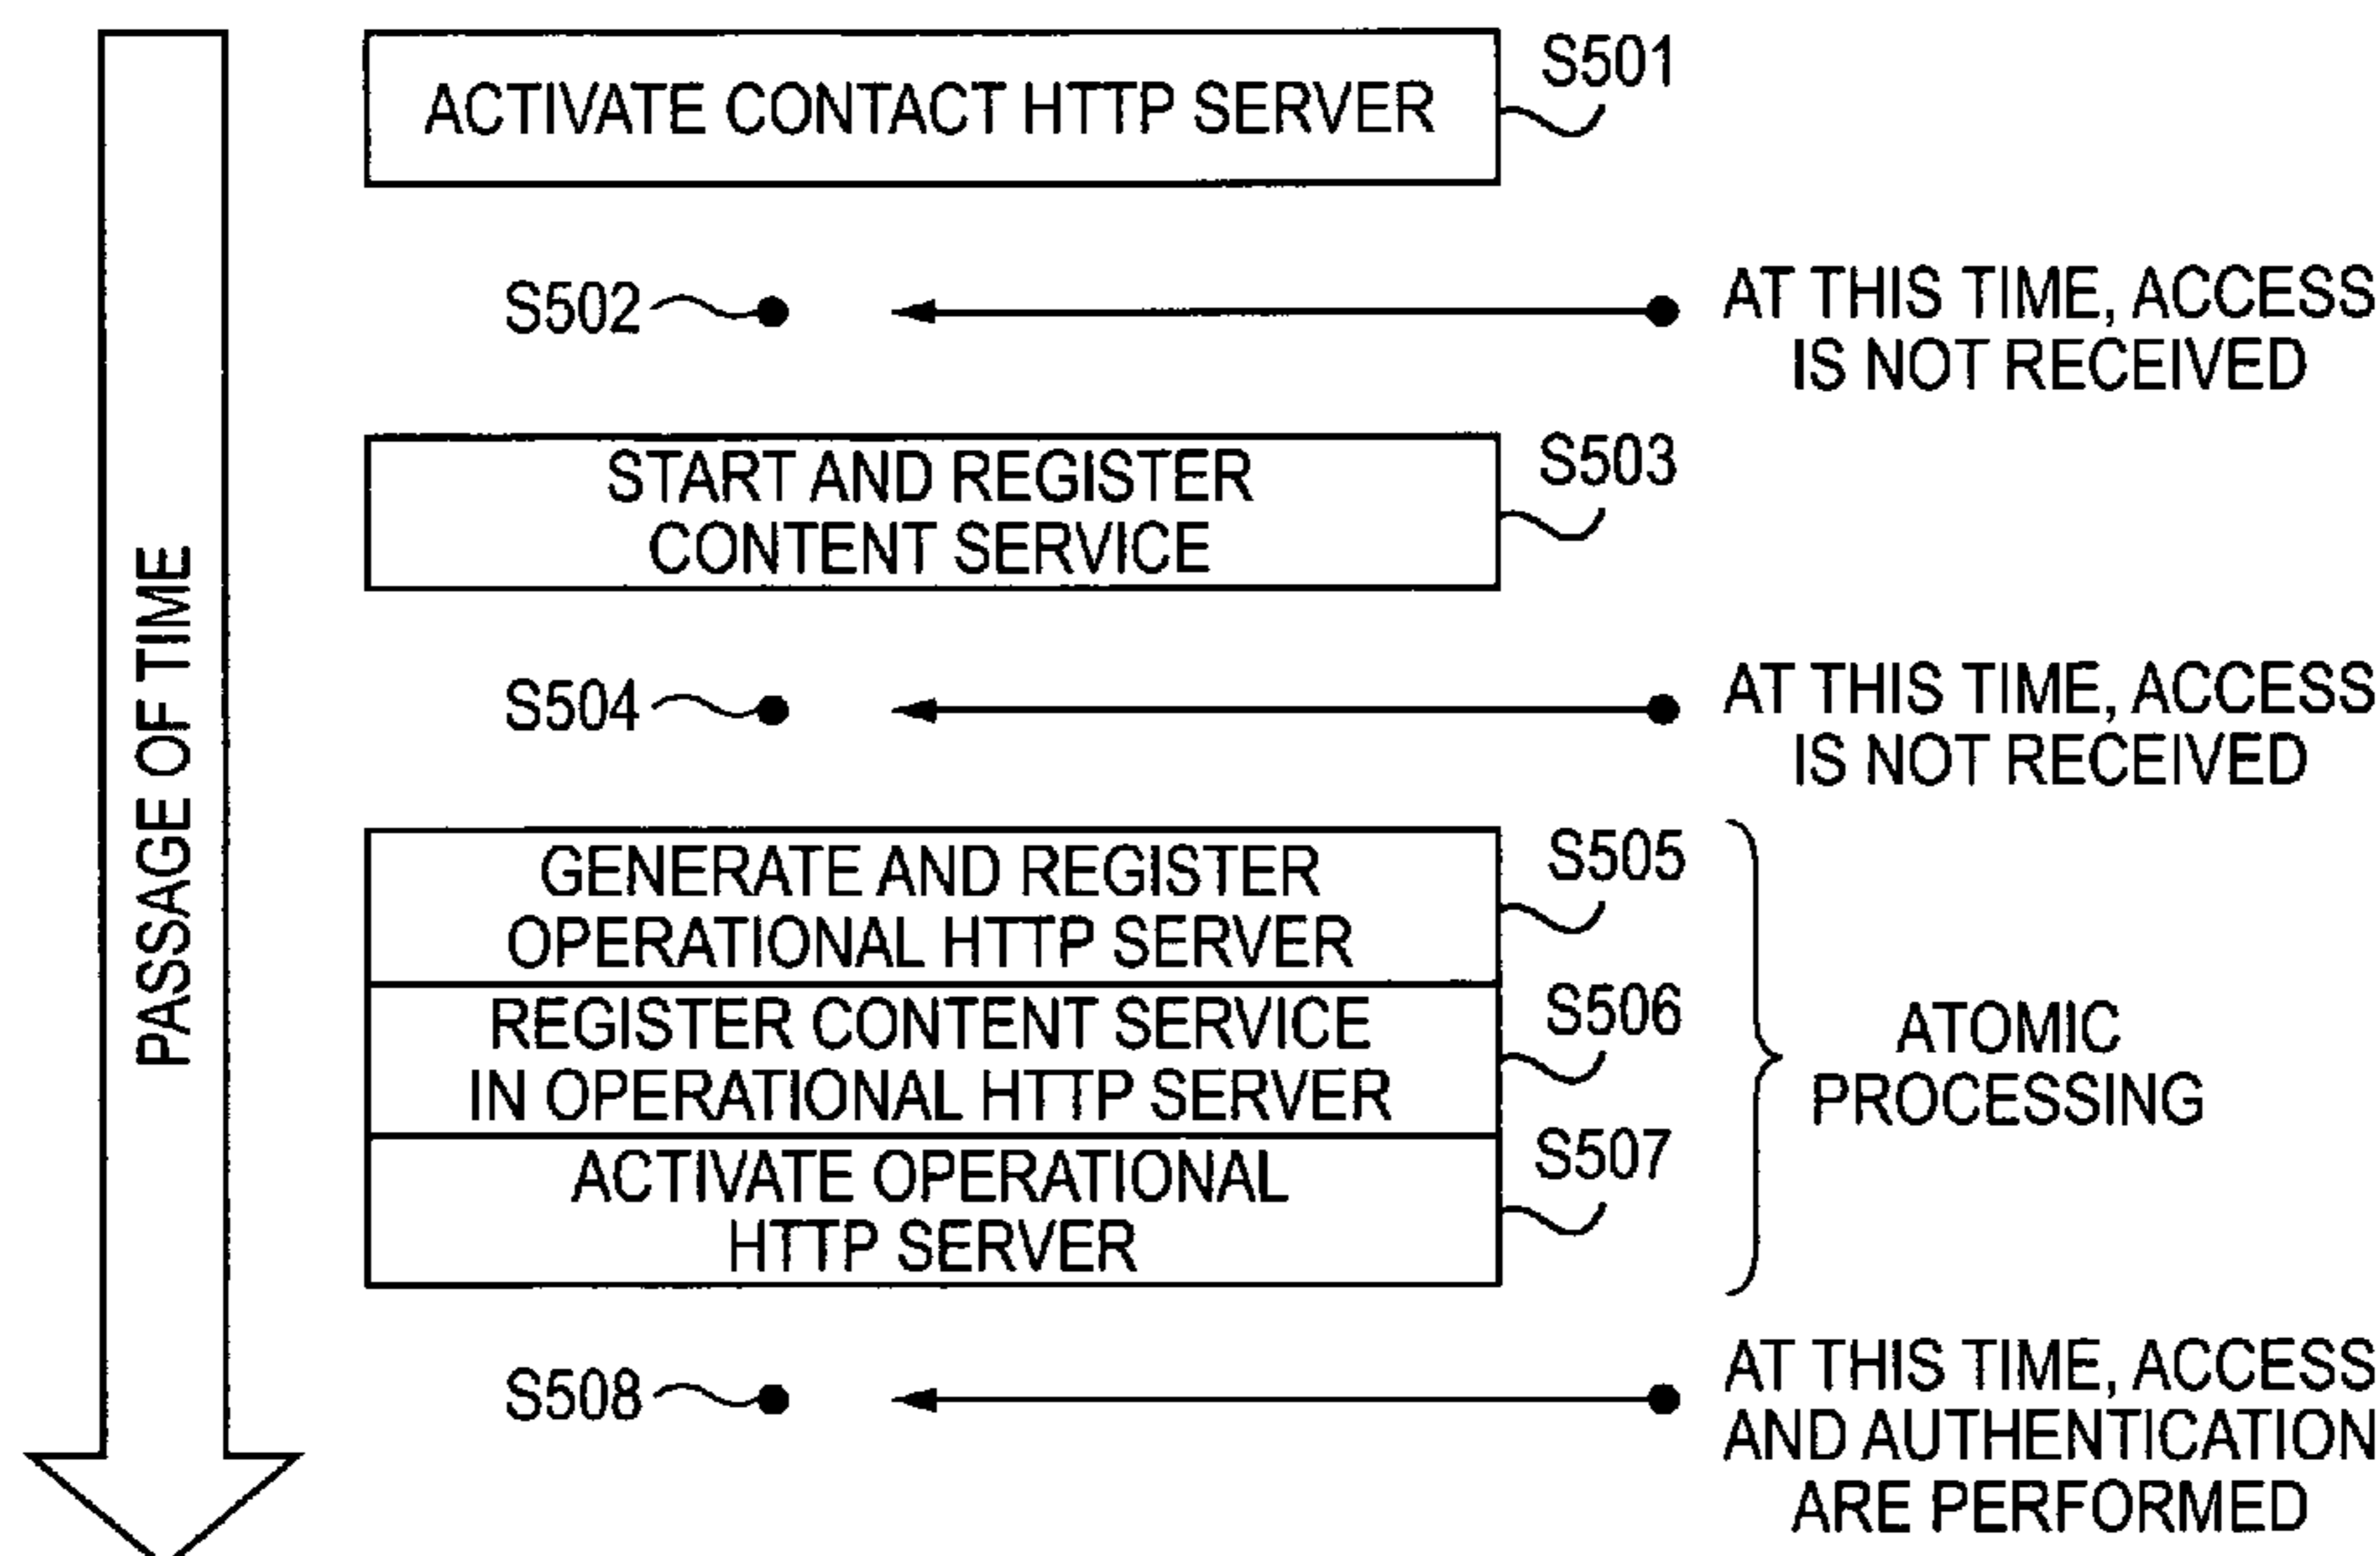 PASSAGE OF TIME
ACTIVATE CONTACT HTTP SERVER
S501
S502
AT THIS TIME, ACCESS
IS NOT RECEIVED
START AND REGISTER
CONTENT SERVICE
S503
S504
AT THIS TIME, ACCESS
IS NOT RECEIVED
GENERATE AND REGISTER
OPERATIONAL HTTP SERVER
S505
REGISTER CONTENT SERVICE
IN OPERATIONAL HTTP SERVER
S506
ACTIVATE OPERATIONAL
HTTP SERVER
S507
ATOMIC
PROCESSING
S508
AT THIS TIME, ACCESS
AND AUTHENTICATION
ARE PERFORMED